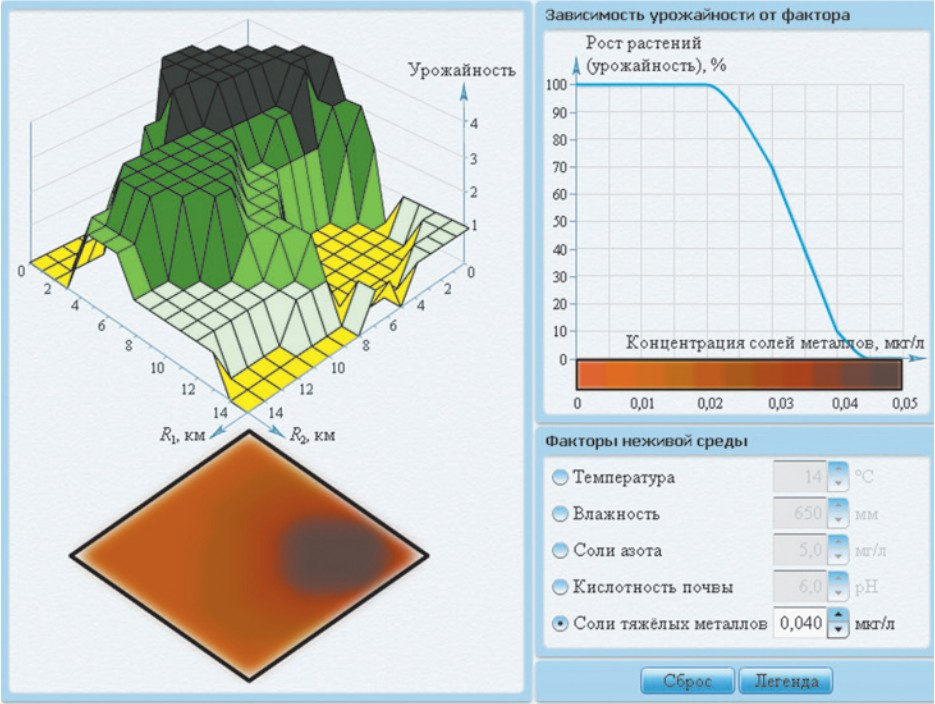 Урожайность
4
3
2
1
0
0
2
4
6
8
10
12
14
2
4
6
8
10
12
14
R₁, км
R₂, км
Зависимость урожайности от фактора
Рост растений
(урожайность), %
100
90
80
70
60
50
40
30
20
10
0
Концентрация солей металлов, мкг/л
0 0,01 0,02 0,03 0,04 0,05
Факторы неживой среды
Температура 14 °C
Влажность 650 мм
Соли азота 5,0 мг/л
Кислотность почвы 6,0 pH
Соли тяжёлых металлов 0,040 мкг/л
Сброс Легенда